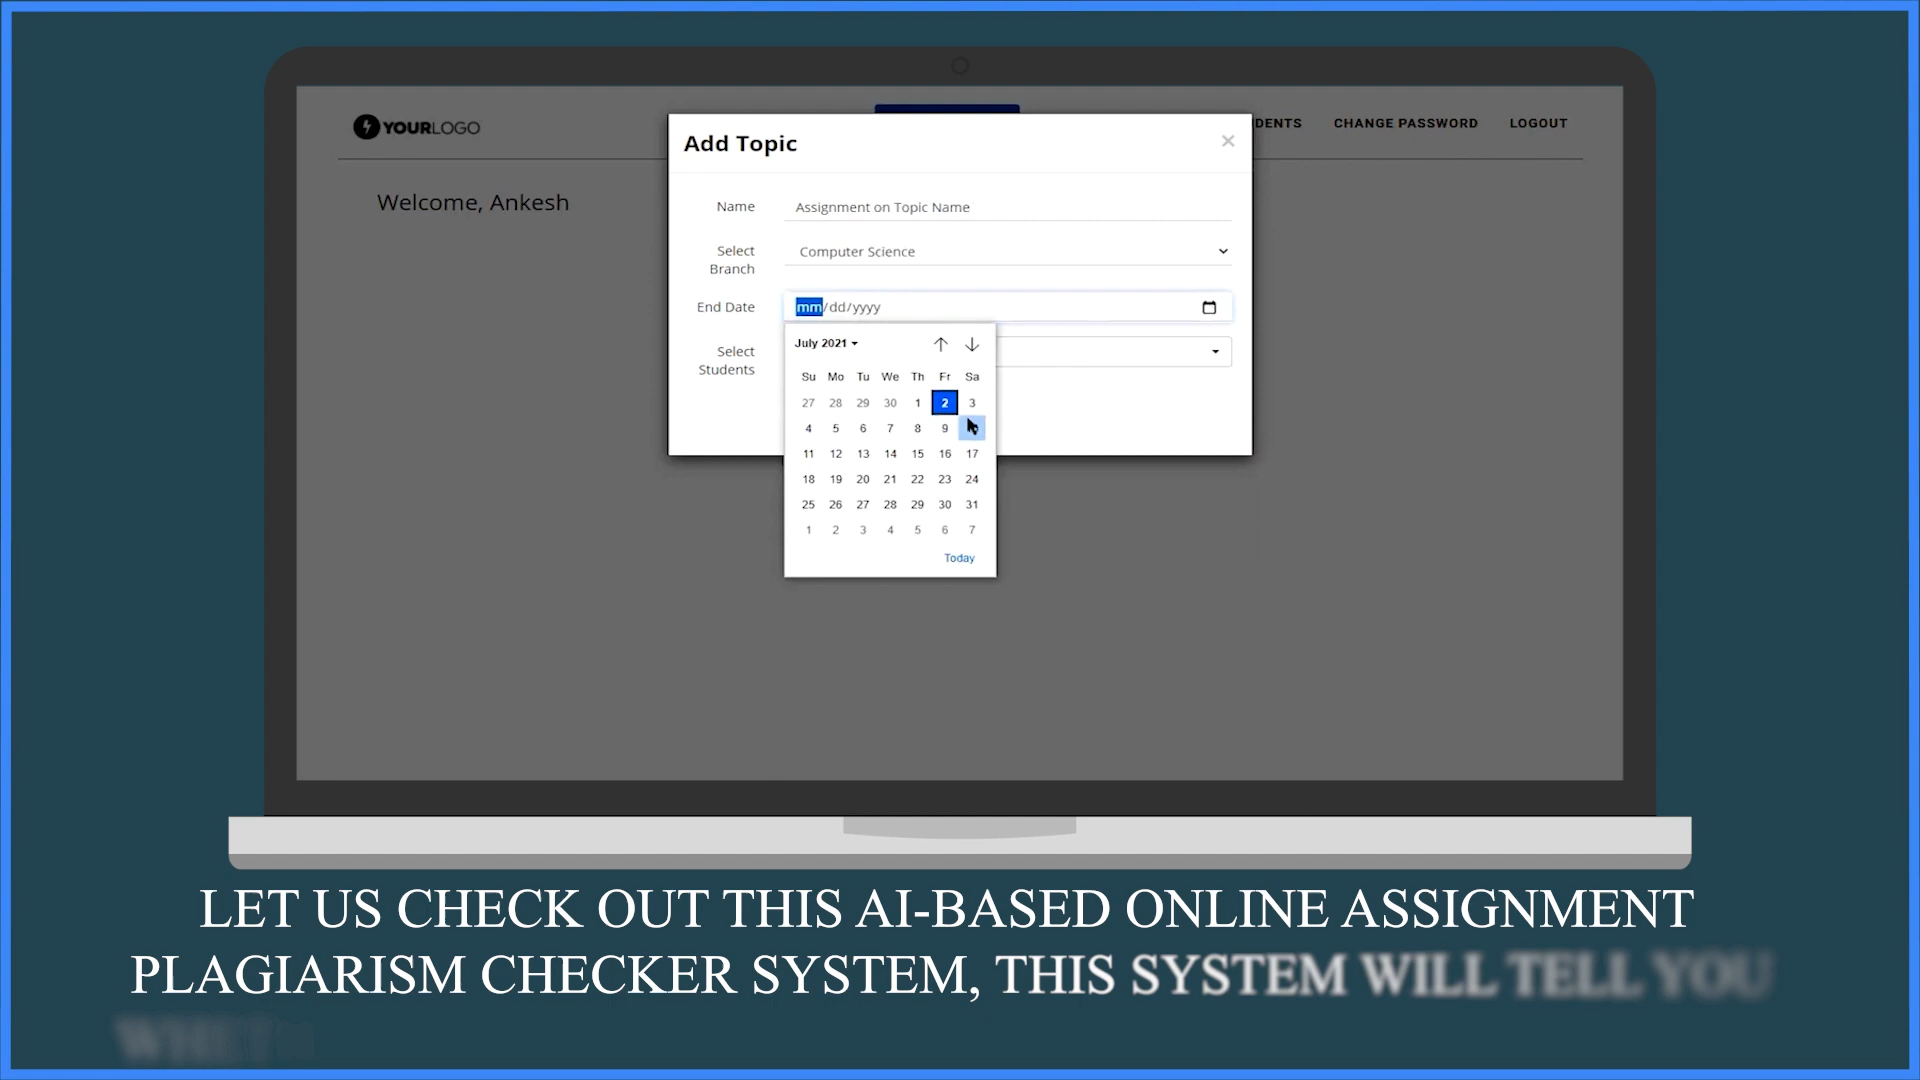 YOURLOGO
DENTS CHANGE PASSWORD LOGOUT
Welcome, Ankesh
Add Topic ×
Name Assignment on Topic Name
Select Branch Computer Science
End Date mm/dd/yyyy
Select Students
July 2021
Su Mo Tu We Th Fr Sa
27 28 29 30 1 2 3
4 5 6 7 8 9
11 12 13 14 15 16 17
18 19 20 21 22 23 24
25 26 27 28 29 30 31
1 2 3 4 5 6 7
Today
LET US CHECK OUT THIS AI-BASED ONLINE ASSIGNMENT
PLAGIARISM CHECKER SYSTEM, THIS SYSTEM WILL TELL YOU